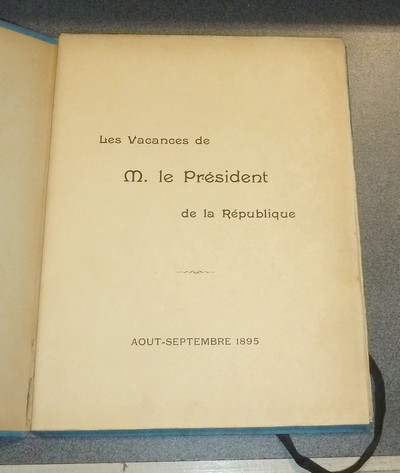 Les Vacances de
M. le Président
de la République
AOUT-SEPTEMBRE 1895